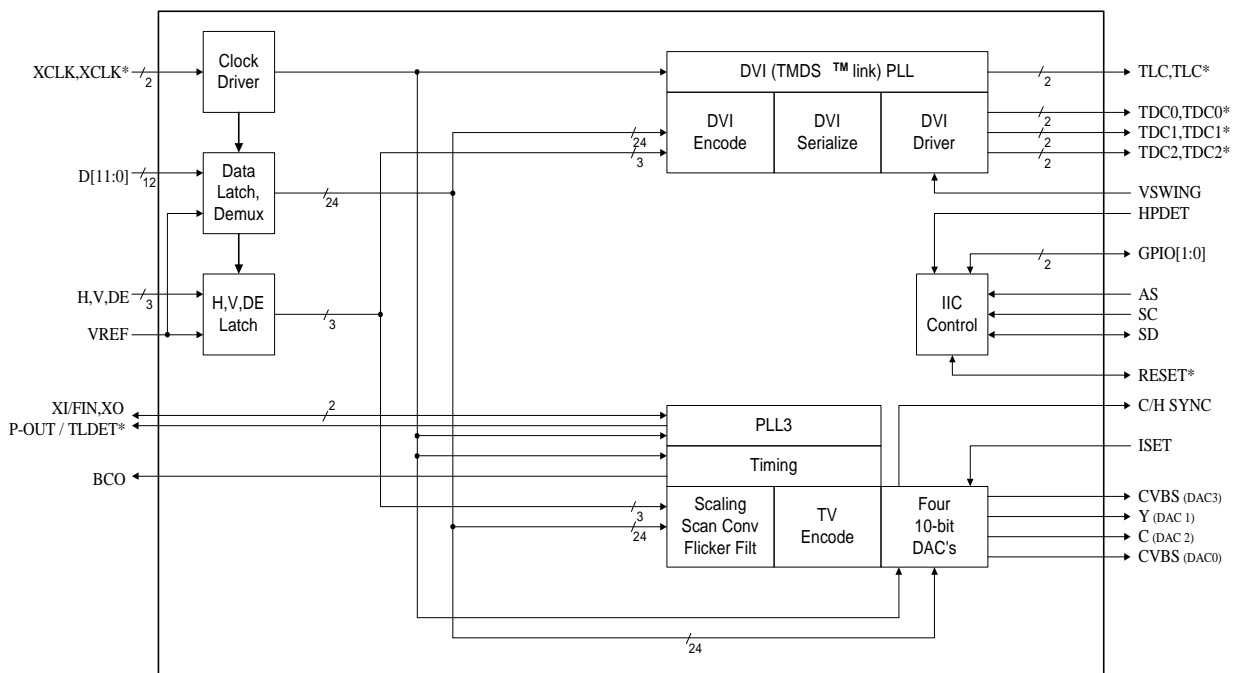 XCLK,XCLK*
2
Clock
Driver
DVI (TMDS ™ link) PLL
2
TLC,TLC*
DVI
Encode
DVI
Serialize
DVI
Driver
2
TDC0,TDC0*
2
TDC1,TDC1*
2
TDC2,TDC2*
24
3
D[11:0]
12
Data
Latch,
Demux
24
VSWING
HPDET
2
GPIO[1:0]
H,V,DE
3
H,V,DE
Latch
3
VREF
IIC
Control
AS
SC
SD
RESET*
XI/FIN,XO
2
P-OUT / TLDET*
PLL3
C/H SYNC
Timing
ISET
BCO
3
24
Scaling
Scan Conv
Flicker Filt
TV
Encode
Four
10-bit
DAC's
CVBS (DAC3)
Y (DAC 1)
C (DAC 2)
CVBS (DAC0)
24